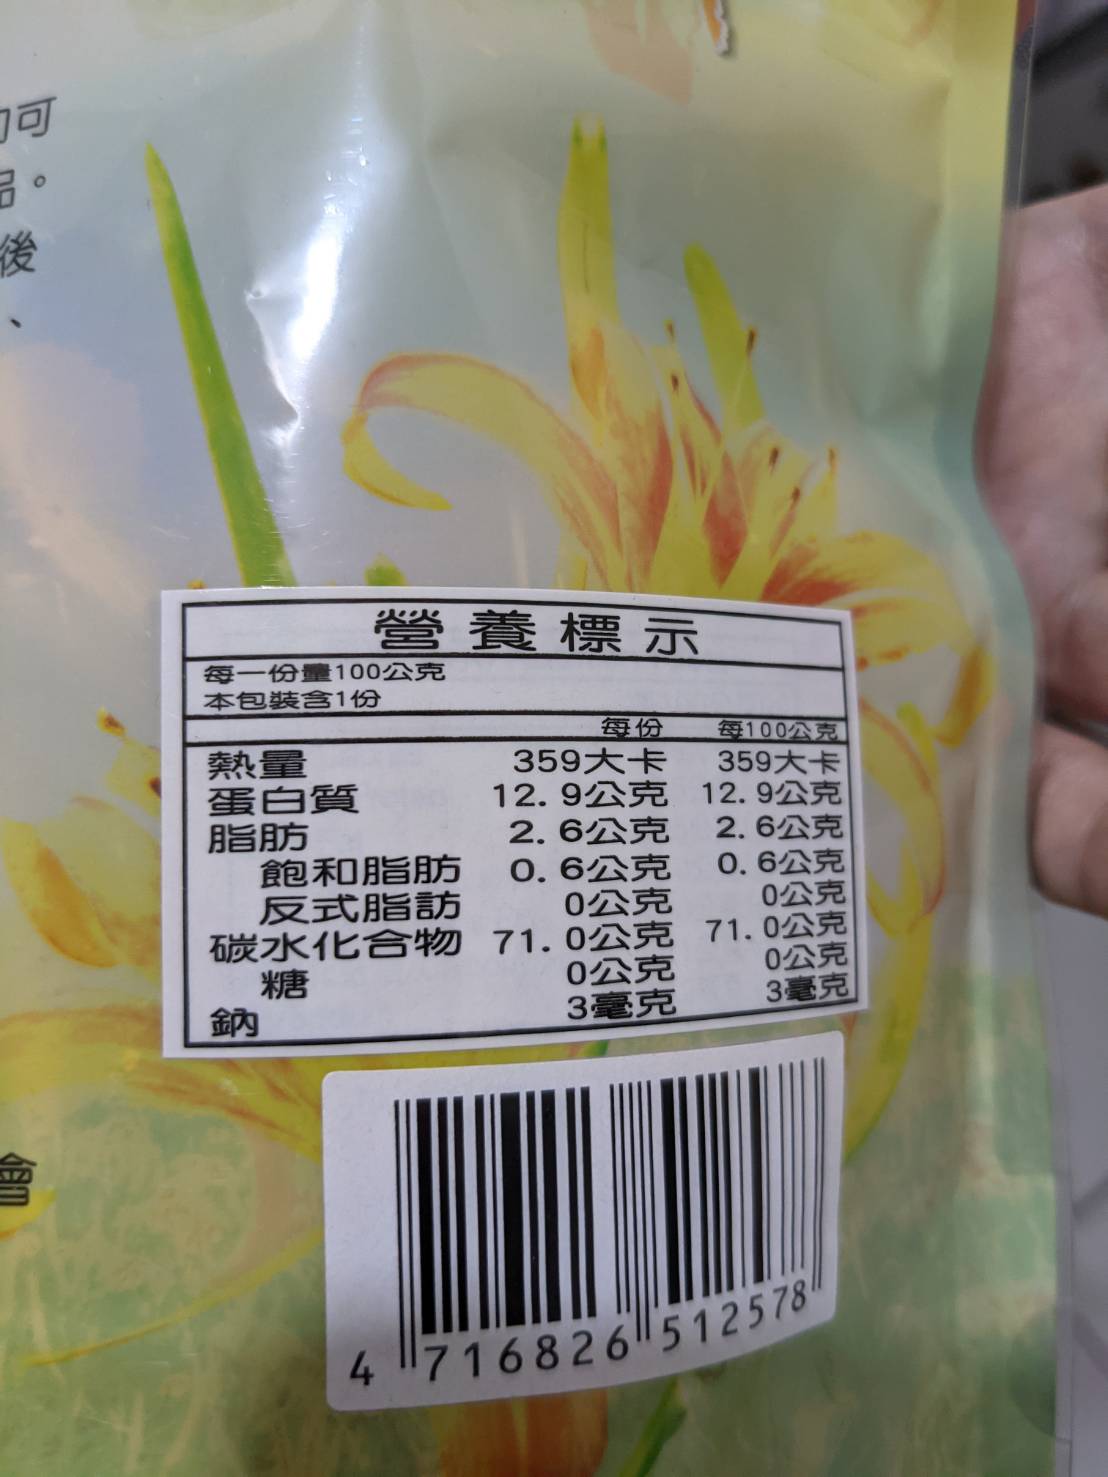 可
品。
後
、
營養標示
每一份量100公克
本包裝含1份
每份 每100公克
熱量 359大卡 359大卡
蛋白質 12.9公克 12.9公克
脂肪 2.6公克 2.6公克
飽和脂肪 0.6公克 0.6公克
反式脂訪 0公克 0公克
碳水化合物 71.0公克 71.0公克
糖 0公克 0公克
鈉 3毫克 3毫克
會
4 716826 512578